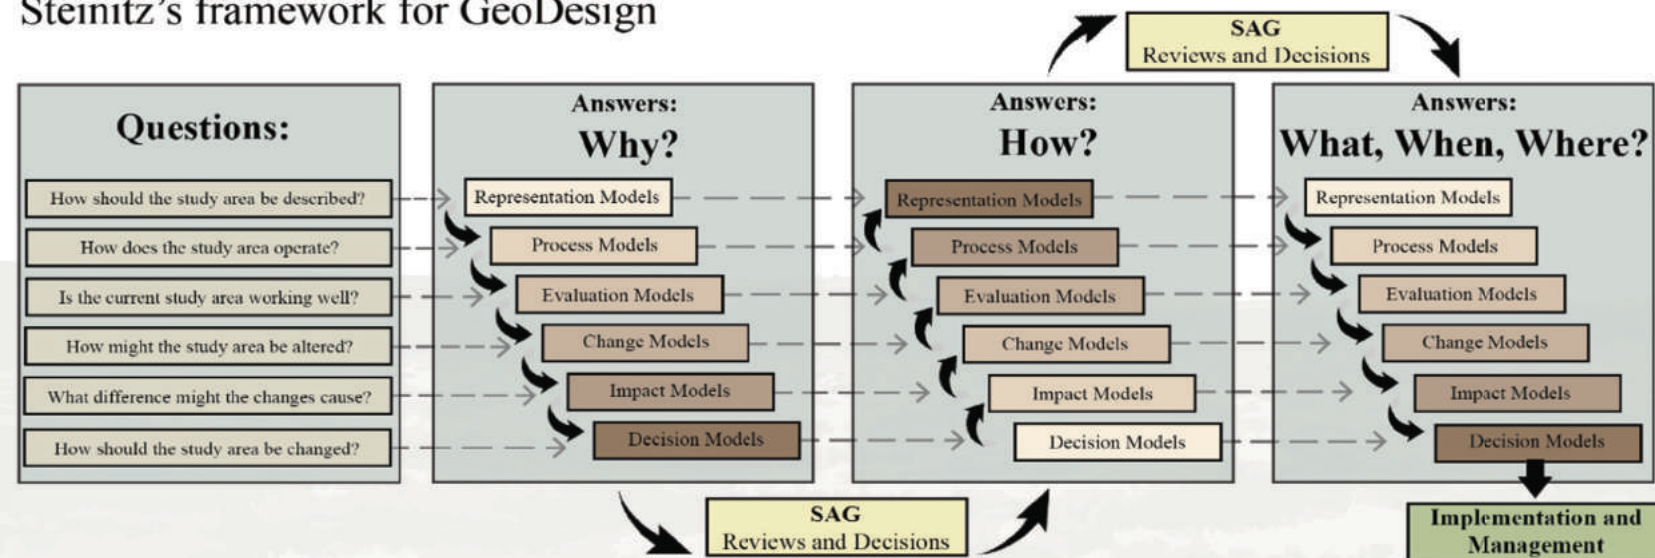 Steinitz's framework for GeoDesign
SAG
Reviews and Decisions
Questions:
How should the study area be described?
How does the study area operate?
Is the current study area working well?
How might the study area be altered?
What difference might the changes cause?
How should the study area be changed?
Answers:
Why?
Representation Models
Process Models
Evaluation Models
Change Models
Impact Models
Decision Models
SAG
Reviews and Decisions
Answers:
How?
Representation Models
Process Models
Evaluation Models
Change Models
Impact Models
Decision Models
Answers:
What, When, Where?
Representation Models
Process Models
Evaluation Models
Change Models
Impact Models
Decision Models
Implementation and
Management